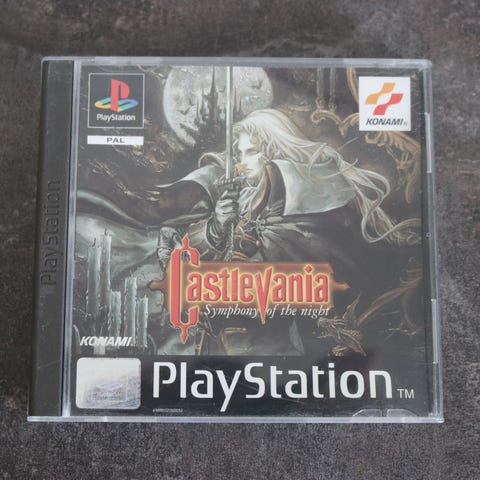 PlayStation
PAL
KONAMI
PlayStation
Castlevania
Symphony of the night
KONAMI
PlayStation TM